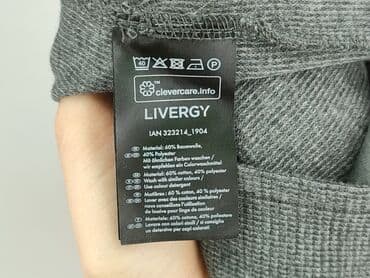 40 P
clevercare.info
LIVERGY
IAN 323214_1904
Material: 60% Baumwolle,
40% Polyester
Mit ähnlichen Farben waschen /
wir empfehlen ein Colorwaschmittel
Material: 60% cotton, 40% polyester
Wash with similar colours /
Use colour detergent
Matières : 60 % coton, 40 % polyester
Laver avec des couleurs similaires /
nous conseillons l'utilisation
de lessive pour linge de couleur
Materiale: 60% cotone, 40% poliestere
Lavare con colori simili / si consiglia
un detersivo per capi colorati